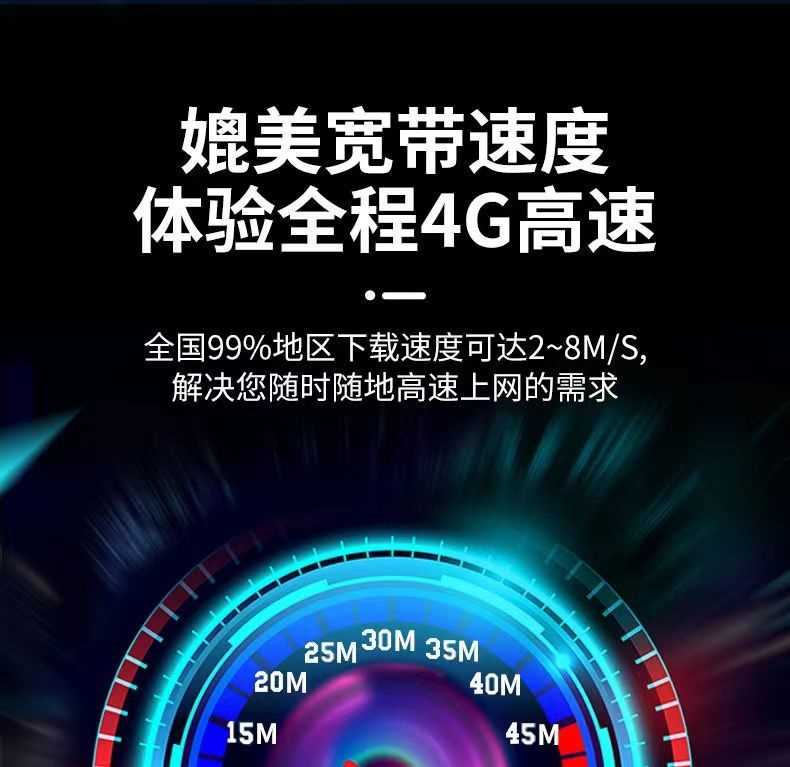 媲美宽带速度
体验全程4G高速
全国99%地区下载速度可达2~8M/S,
解决您随时随地高速上网的需求
15M
20M
25M
30M
35M
40M
45M